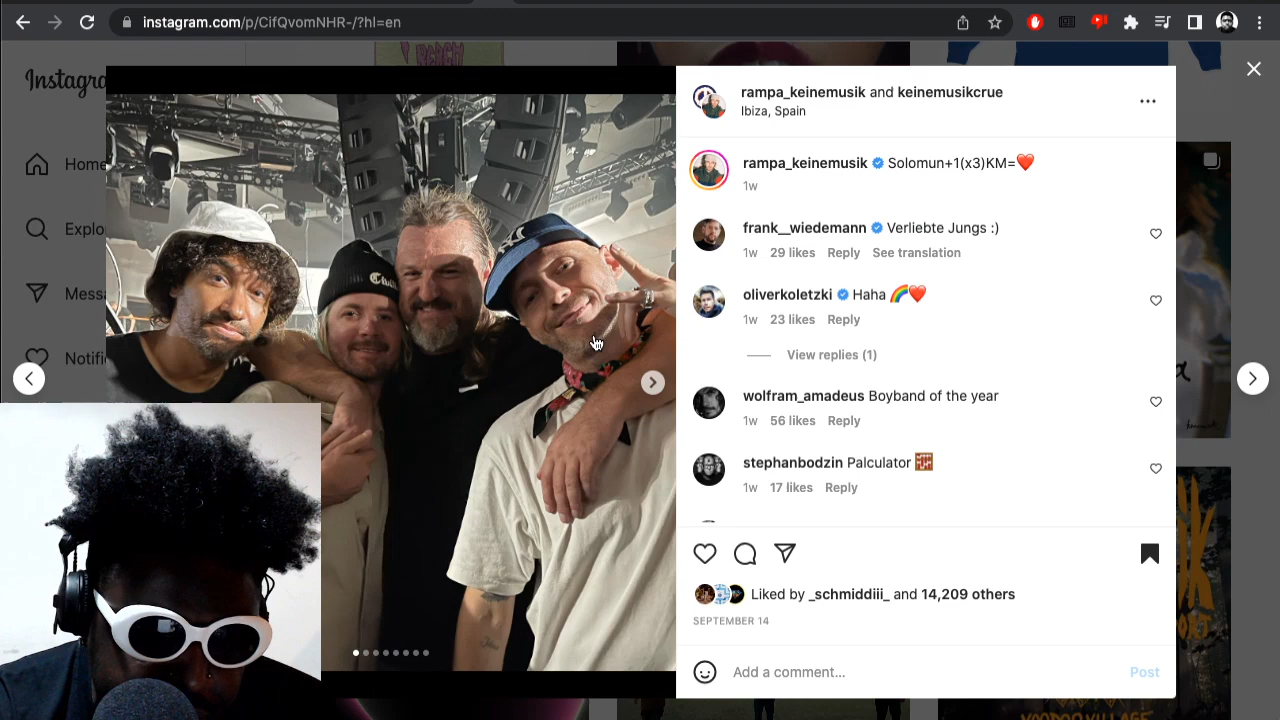 instagram.com/p/CifQvomNHR-/?hl=en
BEACH
Instagra
rampa_keinemusik and keinemusikcrue
Ibiza, Spain
Home
Explo
Messa
Notifi
rampa_keinemusik Solomun+1(x3)KM=❤️
1w
frank__wiedemann Verliebte Jungs :)
1w 29 likes Reply See translation
oliverkoletzki Haha 🌈❤️
1w 23 likes Reply
View replies (1)
wolfram_amadeus Boyband of the year
1w 56 likes Reply
stephanbodzin Palculator 🧱
1w 17 likes Reply
Liked by _schmiddiii_ and 14,209 others
SEPTEMBER 14
Add a comment...
Post